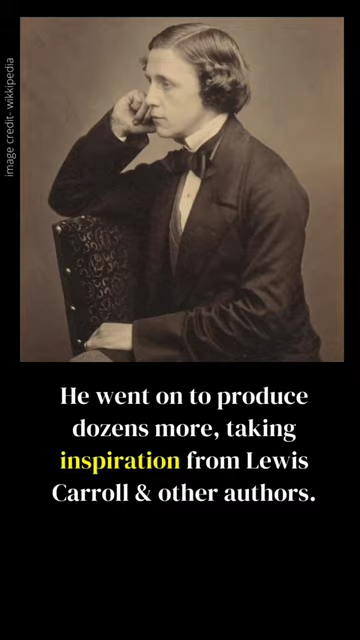 image credit- wikkipedia
He went on to produce
dozens more, taking
inspiration from Lewis
Carroll & other authors.